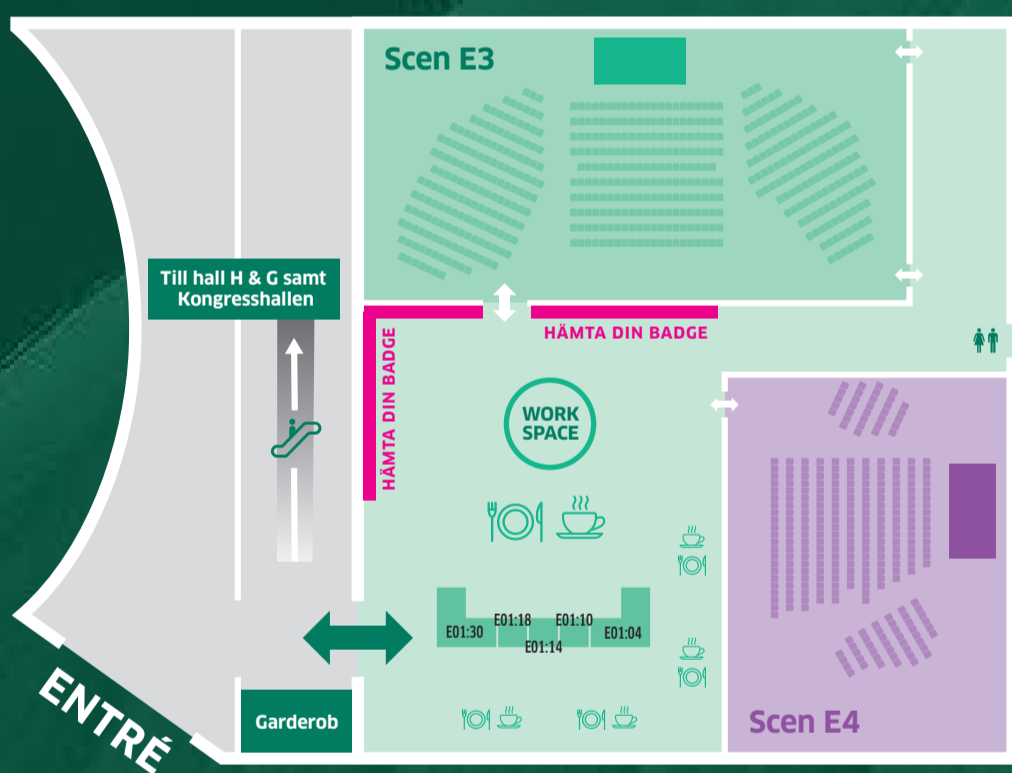 Scen E3
Till hall H & G samt
Kongresshallen
HÄMTA DIN BADGE
HÄMTA DIN BADGE
WORK
SPACE
E01:30
E01:18
E01:14
E01:10
E01:04
Garderob
ENTRÉ
Scen E4